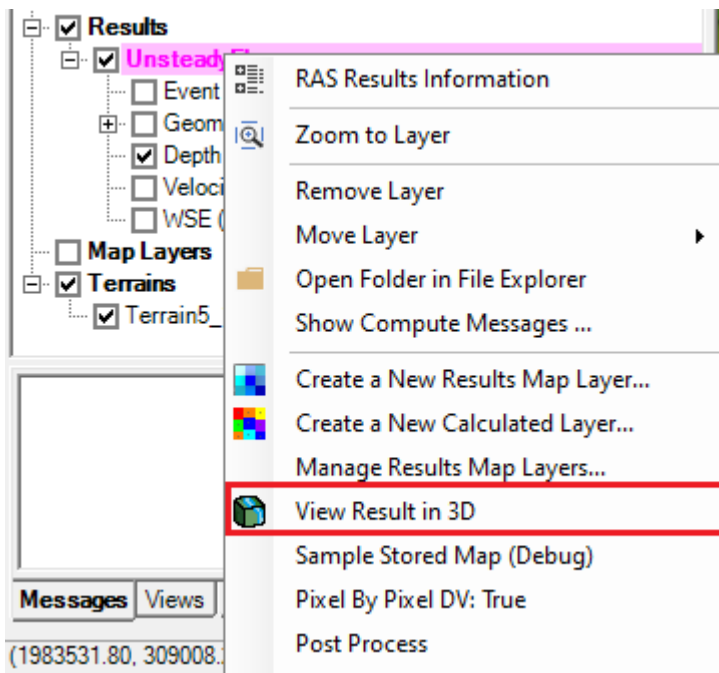 Results
Event
RAS Results Information
Zoom to Layer
Depth
Remove Layer
WSE (
Move Layer
Map Layers
Terrains
Open Folder in File Explorer
Terrain5_
Show Compute Messages ...
Create a New Results Map Layer...
Create a New Calculated Layer...
Manage Results Map Layers...
View Result in 3D
Sample Stored Map (Debug)
Messages Views
Pixel By Pixel DV: True
Post Process
(1983531.80, 309008.